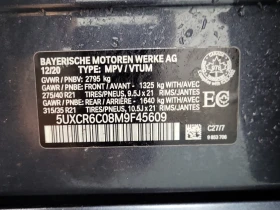 BAYERISCHE MOTOREN WERKE AG
12/20 TYPE: MPV / VTUM
GVWR / PNBV: 2795 kg
GAWR / PNBE: FRONT / AVANT - 1325 kg WITH/AVEC
275/40 R21 TIRES/PNEUS, 9.5J x 21 RIMS/JANTES
GAWR / PNBE: REAR / ARRIERE - 1640 kg WITH/AVEC
315/35 R21 TIRES/PNEUS, 10.5J x 21 RIMS/JANTES
5UXCR6C08M9F45609
EC
C27/7